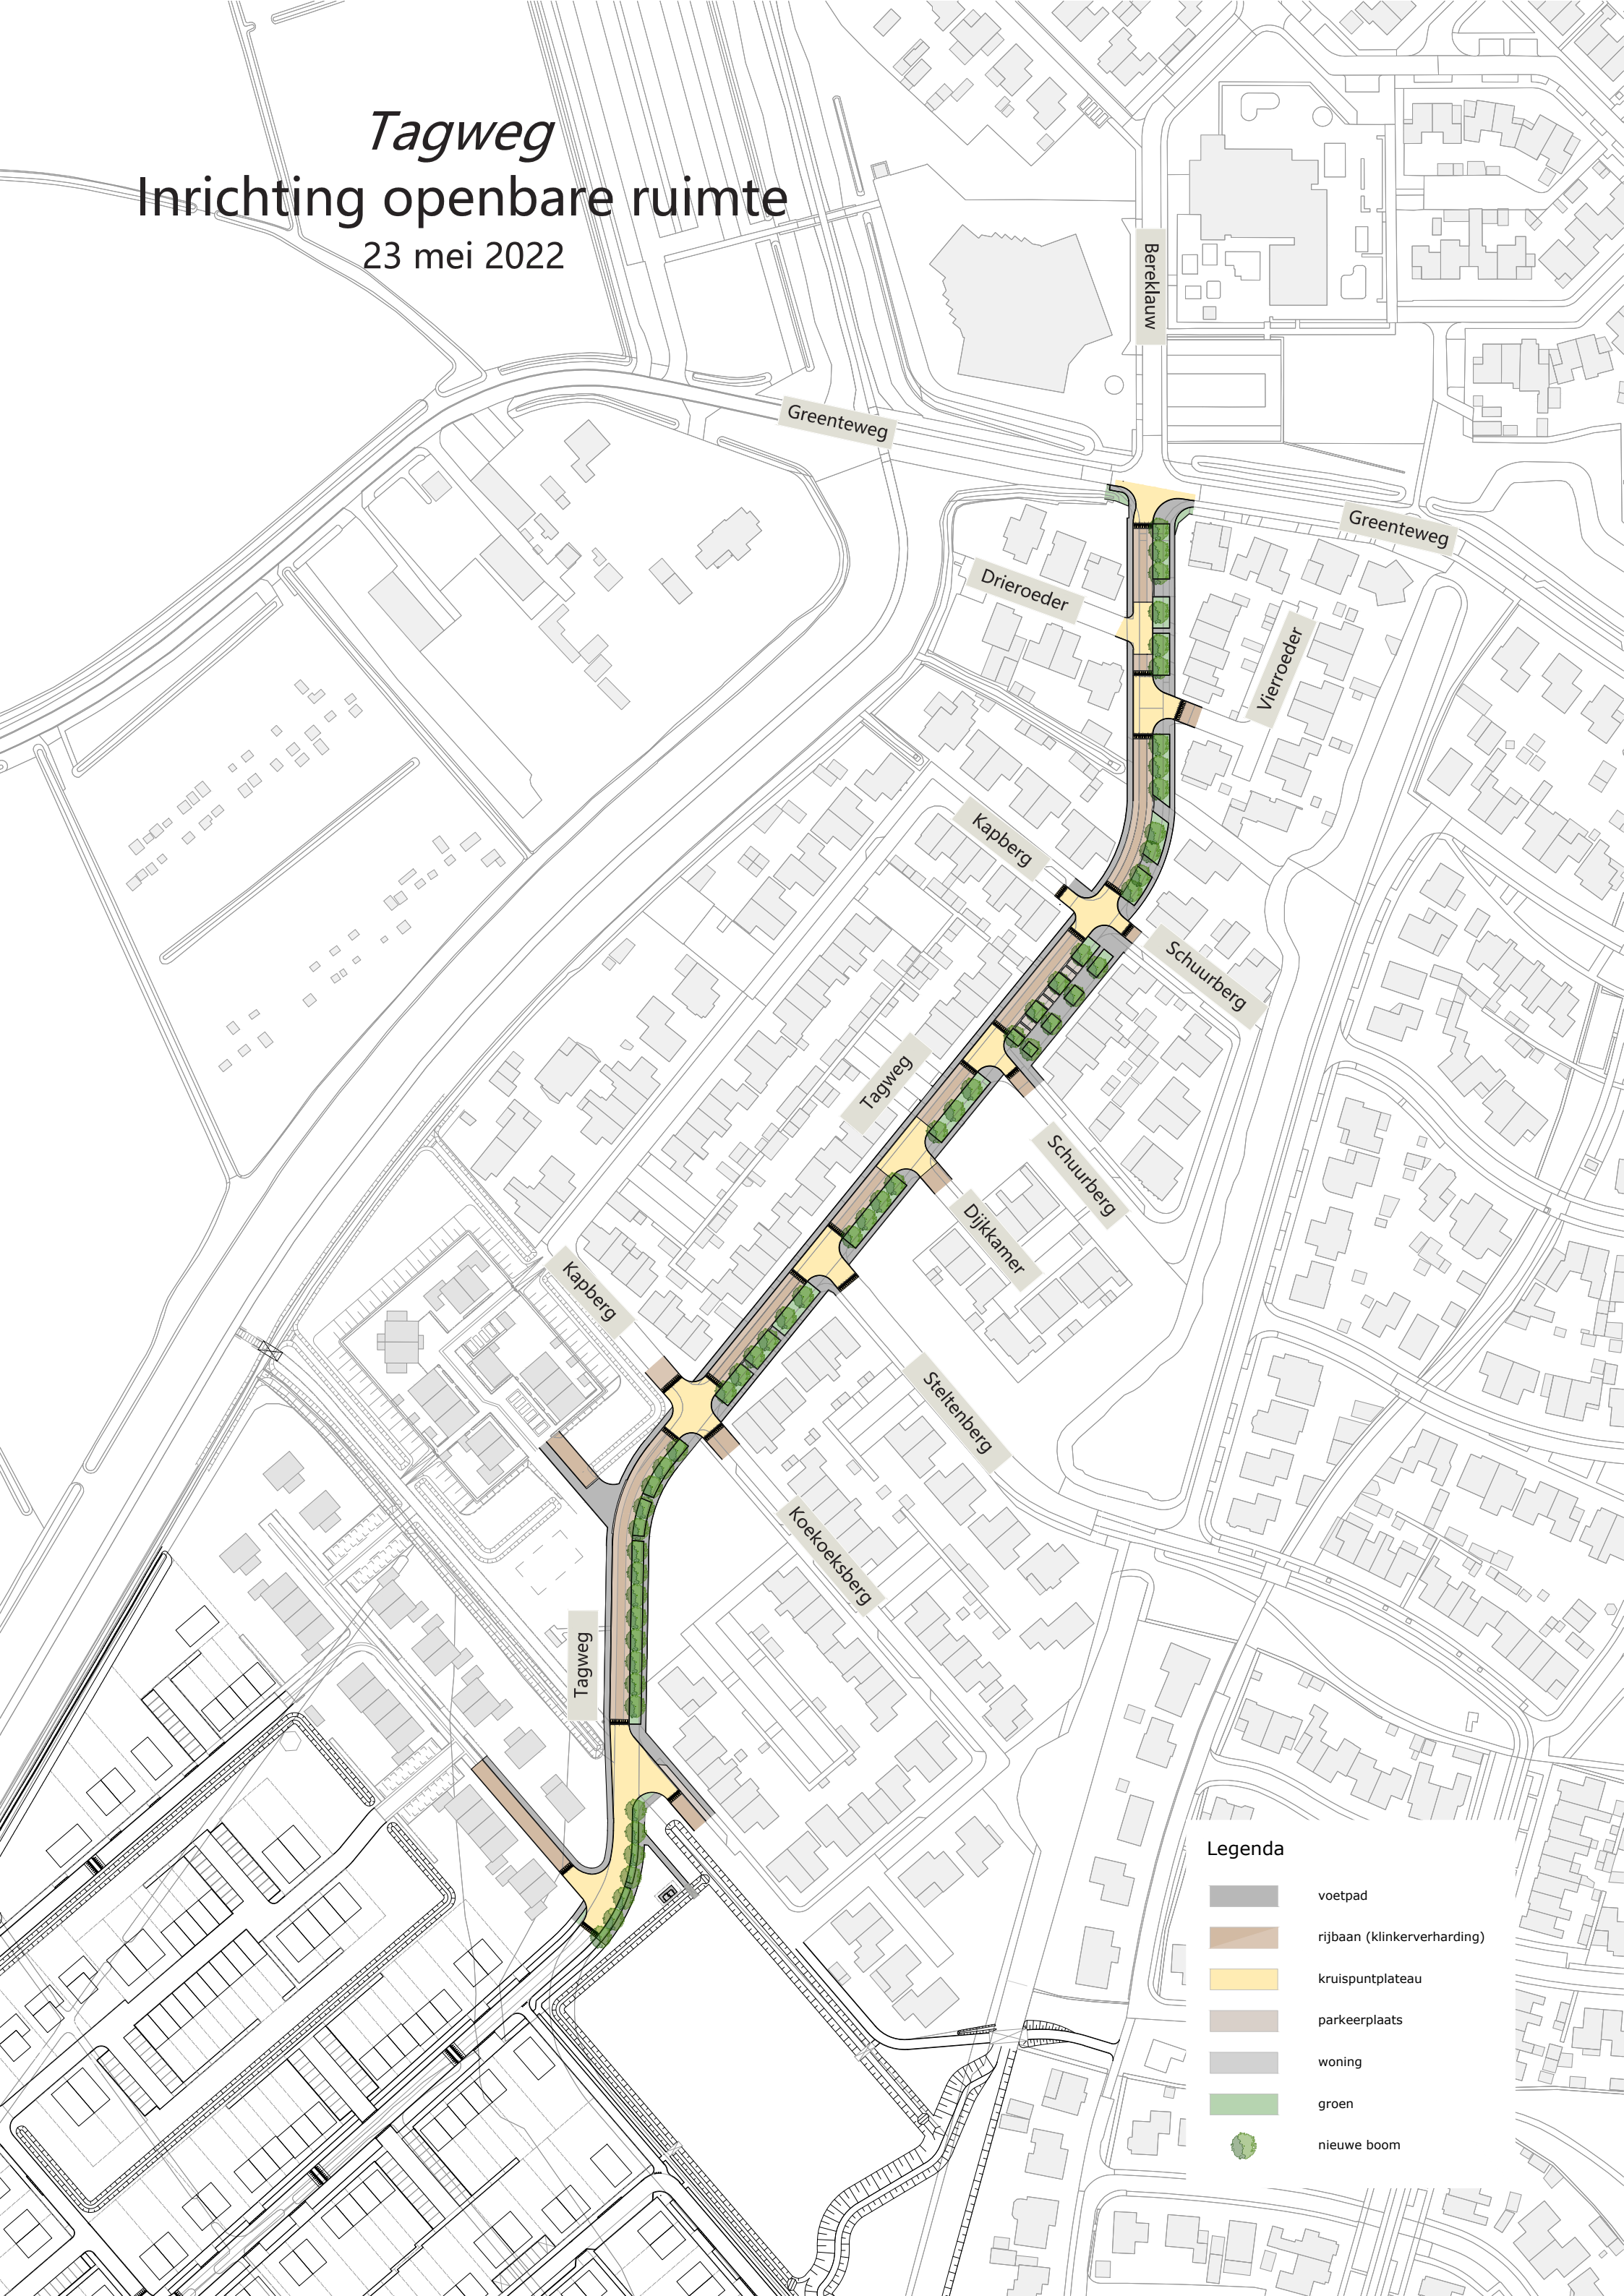 Tagweg
Inrichting openbare ruimte
23 mei 2022
Bereklauw
Greenteweg
Greenteweg
Drieroeder
Vierroeder
Kapberg
Schuurberg
Tagweg
Schuurberg
Dijkkamer
Kapberg
Steltenberg
Koekoeksberg
Tagweg
Legenda
voetpad
rijbaan (klinkerverharding)
kruispuntplateau
parkeerplaats
woning
groen
nieuwe boom